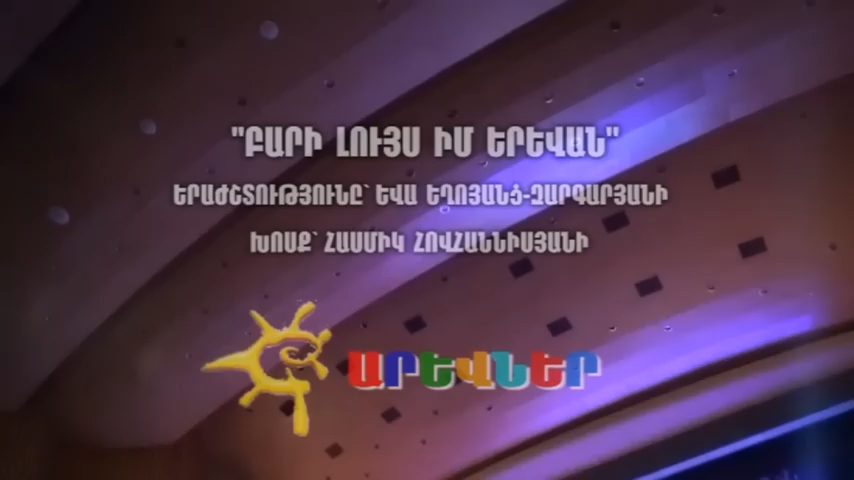 "ԲԱՐԻ ԼՈՒՅՍ ԻՄ ԵՐԵՎԱՆ"
ԵՐԱԺՇՏՈՒԹՅՈՒՆԸ՝ ԵՎԱ ԵՂՈՅԱՆՑ-ԶԱՐԳԱՐՅԱՆԻ
ԽՈՍՔ՝ ՀԱՍՄԻԿ ՀՈՎՀԱՆՆԻՍՅԱՆԻ
ԱՐԵՎՆԵՐ